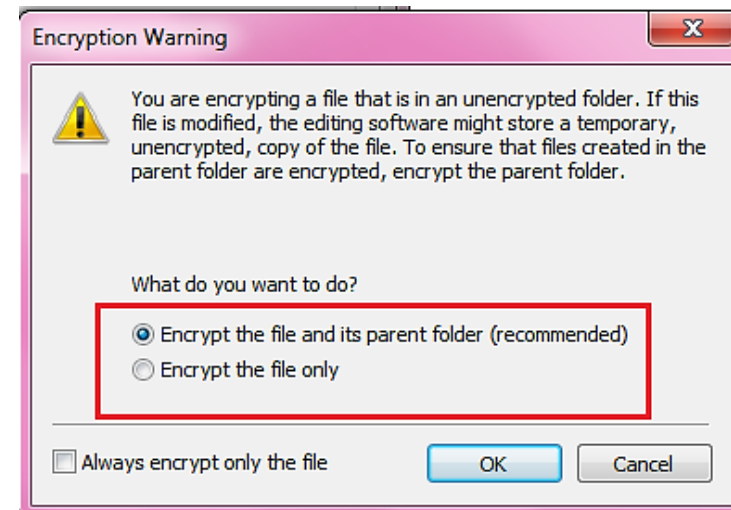 Encryption Warning
You are encrypting a file that is in an unencrypted folder. If this
file is modified, the editing software might store a temporary,
unencrypted, copy of the file. To ensure that files created in the
parent folder are encrypted, encrypt the parent folder.
What do you want to do?
Encrypt the file and its parent folder (recommended)
Encrypt the file only
Always encrypt only the file
OK
Cancel